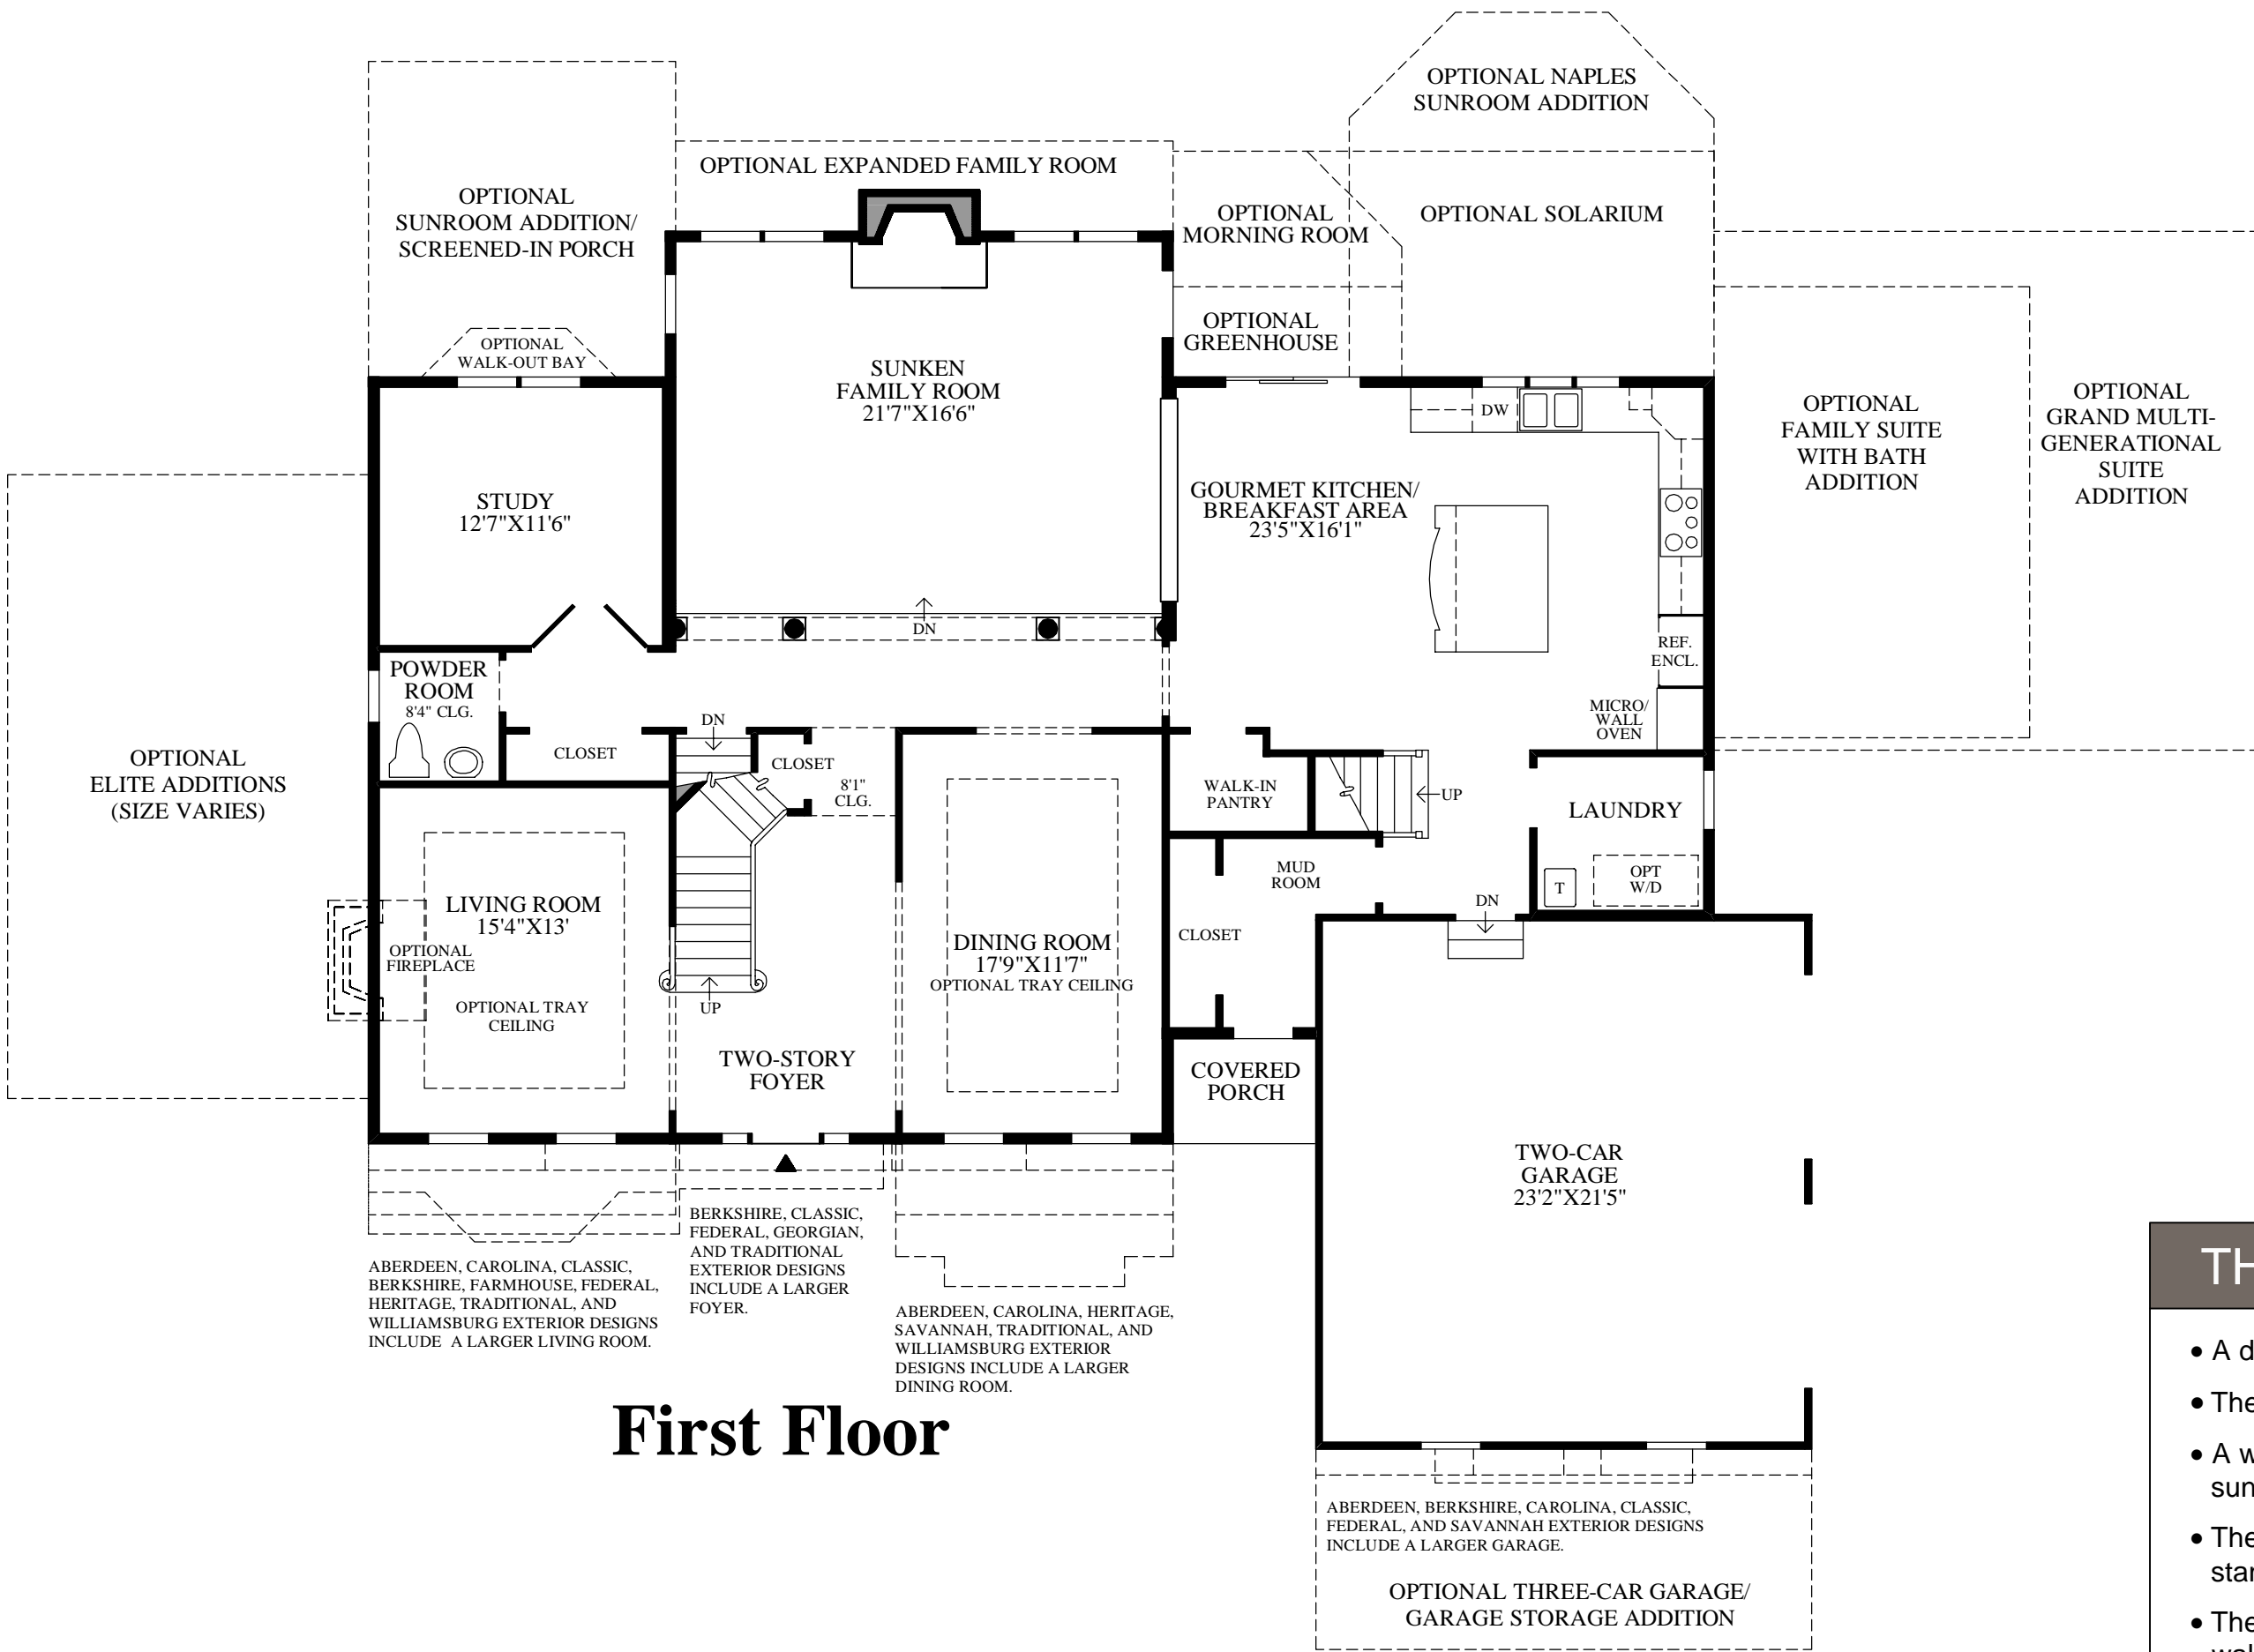 OPTIONAL NAPLES
SUNROOM ADDITION
OPTIONAL EXPANDED FAMILY ROOM
OPTIONAL
SUNROOM ADDITION/
SCREENED-IN PORCH
OPTIONAL
MORNING ROOM
OPTIONAL SOLARIUM
OPTIONAL
WALK-OUT BAY
OPTIONAL
GREENHOUSE
SUNKEN
FAMILY ROOM
21'7"X16'6"
DW
OPTIONAL
FAMILY SUITE
WITH BATH
ADDITION
OPTIONAL
GRAND MULTI-
GENERATIONAL
SUITE
ADDITION
STUDY
12'7"X11'6"
GOURMET KITCHEN/
BREAKFAST AREA
23'5"X16'1"
DN
REF.
ENCL.
POWDER
ROOM
8'4" CLG.
MICRO/
WALL
OVEN
DN
CLOSET
CLOSET
8'1"
CLG.
WALK-IN
PANTRY
UP
LAUNDRY
OPTIONAL
ELITE ADDITIONS
(SIZE VARIES)
MUD
ROOM
T
OPT
W/D
DN
LIVING ROOM
15'4"X13'
OPTIONAL
FIREPLACE
OPTIONAL TRAY
CEILING
UP
DINING ROOM
17'9"X11'7"
OPTIONAL TRAY CEILING
CLOSET
TWO-STORY
FOYER
COVERED
PORCH
TWO-CAR
GARAGE
23'2"X21'5"
ABERDEEN, CAROLINA, CLASSIC,
BERKSHIRE, FARMHOUSE, FEDERAL,
HERITAGE, TRADITIONAL, AND
WILLIAMSBURG EXTERIOR DESIGNS
INCLUDE A LARGER LIVING ROOM.
BERKSHIRE, CLASSIC,
FEDERAL, GEORGIAN,
AND TRADITIONAL
EXTERIOR DESIGNS
INCLUDE A LARGER
FOYER.
ABERDEEN, CAROLINA, HERITAGE,
SAVANNAH, TRADITIONAL, AND
WILLIAMSBURG EXTERIOR
DESIGNS INCLUDE A LARGER
DINING ROOM.
First Floor
ABERDEEN, BERKSHIRE, CAROLINA, CLASSIC,
FEDERAL, AND SAVANNAH EXTERIOR DESIGNS
INCLUDE A LARGER GARAGE.
OPTIONAL THREE-CAR GARAGE/
GARAGE STORAGE ADDITION
• A
• The
• A
• The
• The